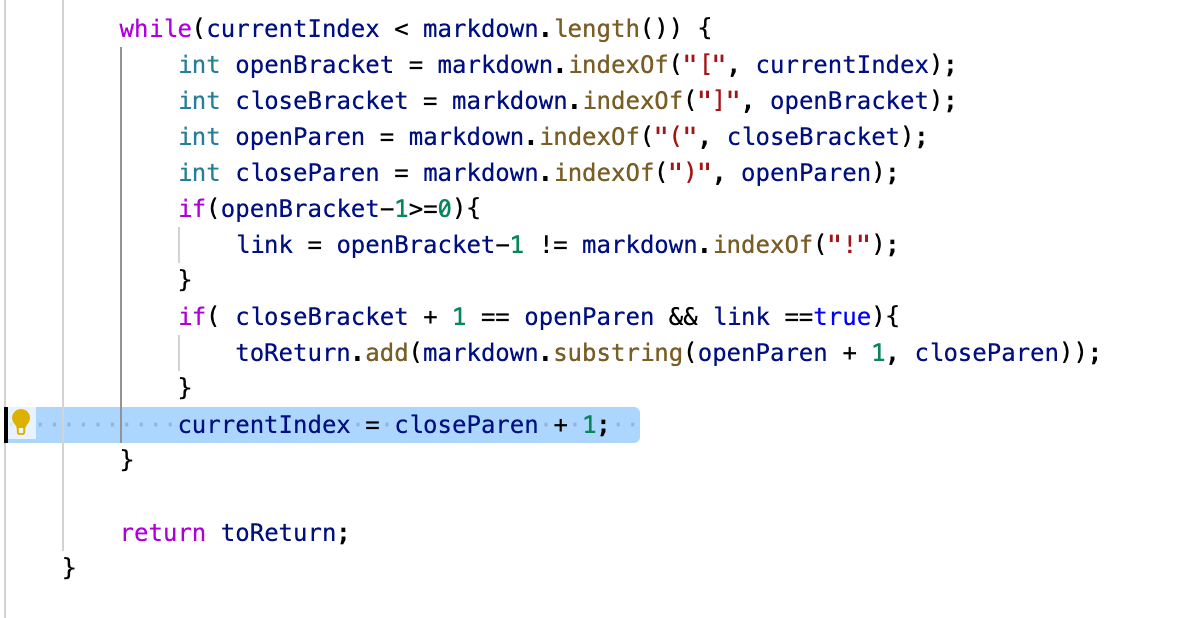 while(currentIndex < markdown.length()) {
int openBracket = markdown.indexOf("[", currentIndex);
int closeBracket = markdown.indexOf("]", openBracket);
int openParen = markdown.indexOf("(", closeBracket);
int closeParen = markdown.indexOf(")", openParen);
if(openBracket-1>=0){
link = openBracket-1 != markdown.indexOf("!");
}
if( closeBracket + 1 == openParen && link ==true){
toReturn.add(markdown.substring(openParen + 1, closeParen));
}
currentIndex = closeParen + 1;
}
return toReturn;
}